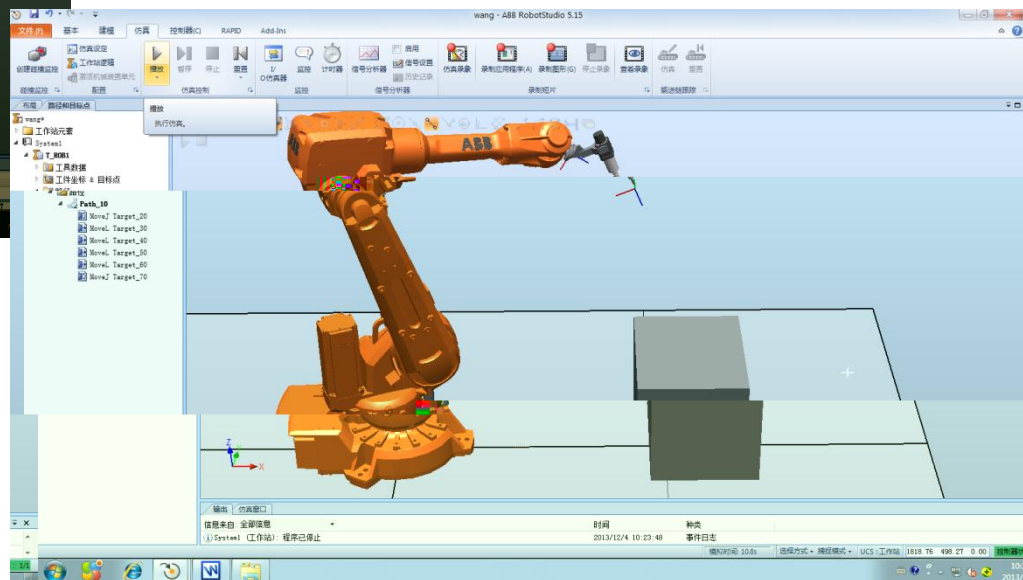 wang - ABB RobotStudio 5.15
文件(F) 基本 建模 仿真 控制器(C) RAPID Add-Ins
创建碰撞监控
仿真设定
工作站逻辑
激活机械装置单元
播放 暂停 停止 重置
I/O仿真器 监控 计时器
信号分析器 启用
信号设置
历史记录
仿真录象 录制应用程序(A) 录制图形(G) 停止录象 查看录象
仿真 重置
碰撞监控 配置 仿真控制 监控 信号分析器 录制短片 输送链跟踪
布局 路径和目标点
播放
执行仿真。
wang*
工作站元素
System1
T_ROB1
工具数据
工件坐标 & 目标点
Path_10
MoveJ Target_20
MoveL Target_30
MoveL Target_40
MoveL Target_50
MoveL Target_60
MoveJ Target_70
ABB
Z
X
输出 仿真窗口
信息来自: 全部信息 时间 种类
System1 (工作站): 程序已停止 2013/12/4 10:23:48 事件日志
模拟时间: 10.8s 选择方式 捕捉模式 UCS:工作站 1818.76 498.27 0.00
1/1